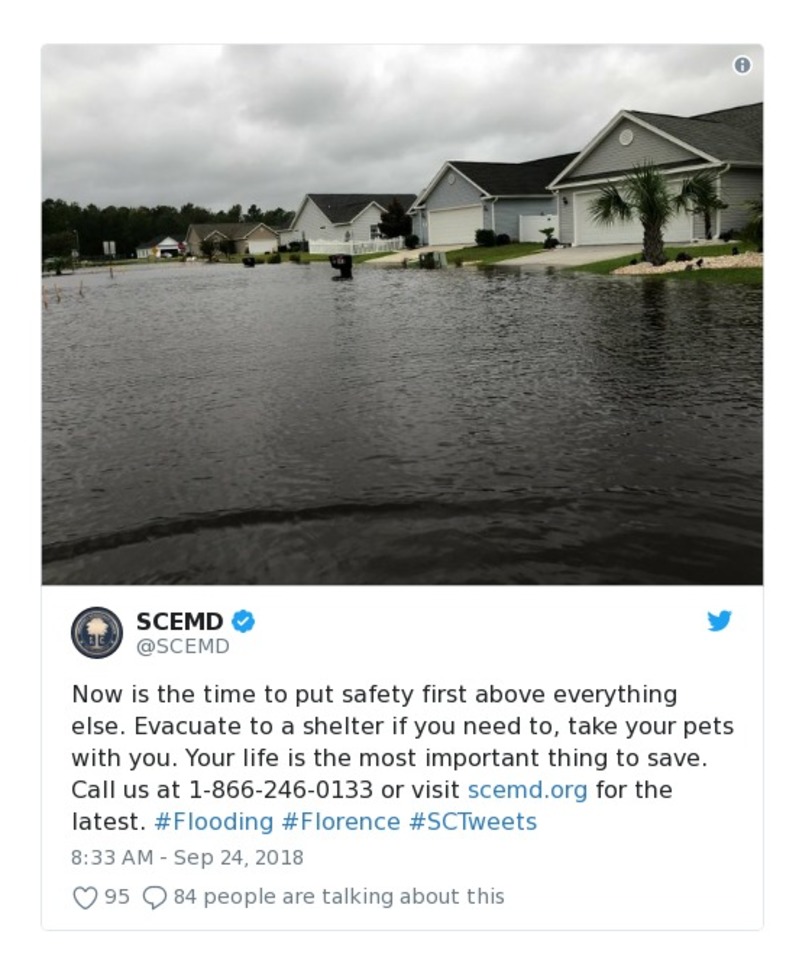 SCEMD
@SCEMD
Now is the time to put safety first above everything
else. Evacuate to a shelter if you need to, take your pets
with you. Your life is the most important thing to save.
Call us at 1-866-246-0133 or visit scemd.org for the
latest. #Flooding #Florence #SCTweets
8:33 AM - Sep 24, 2018
95 84 people are talking about this